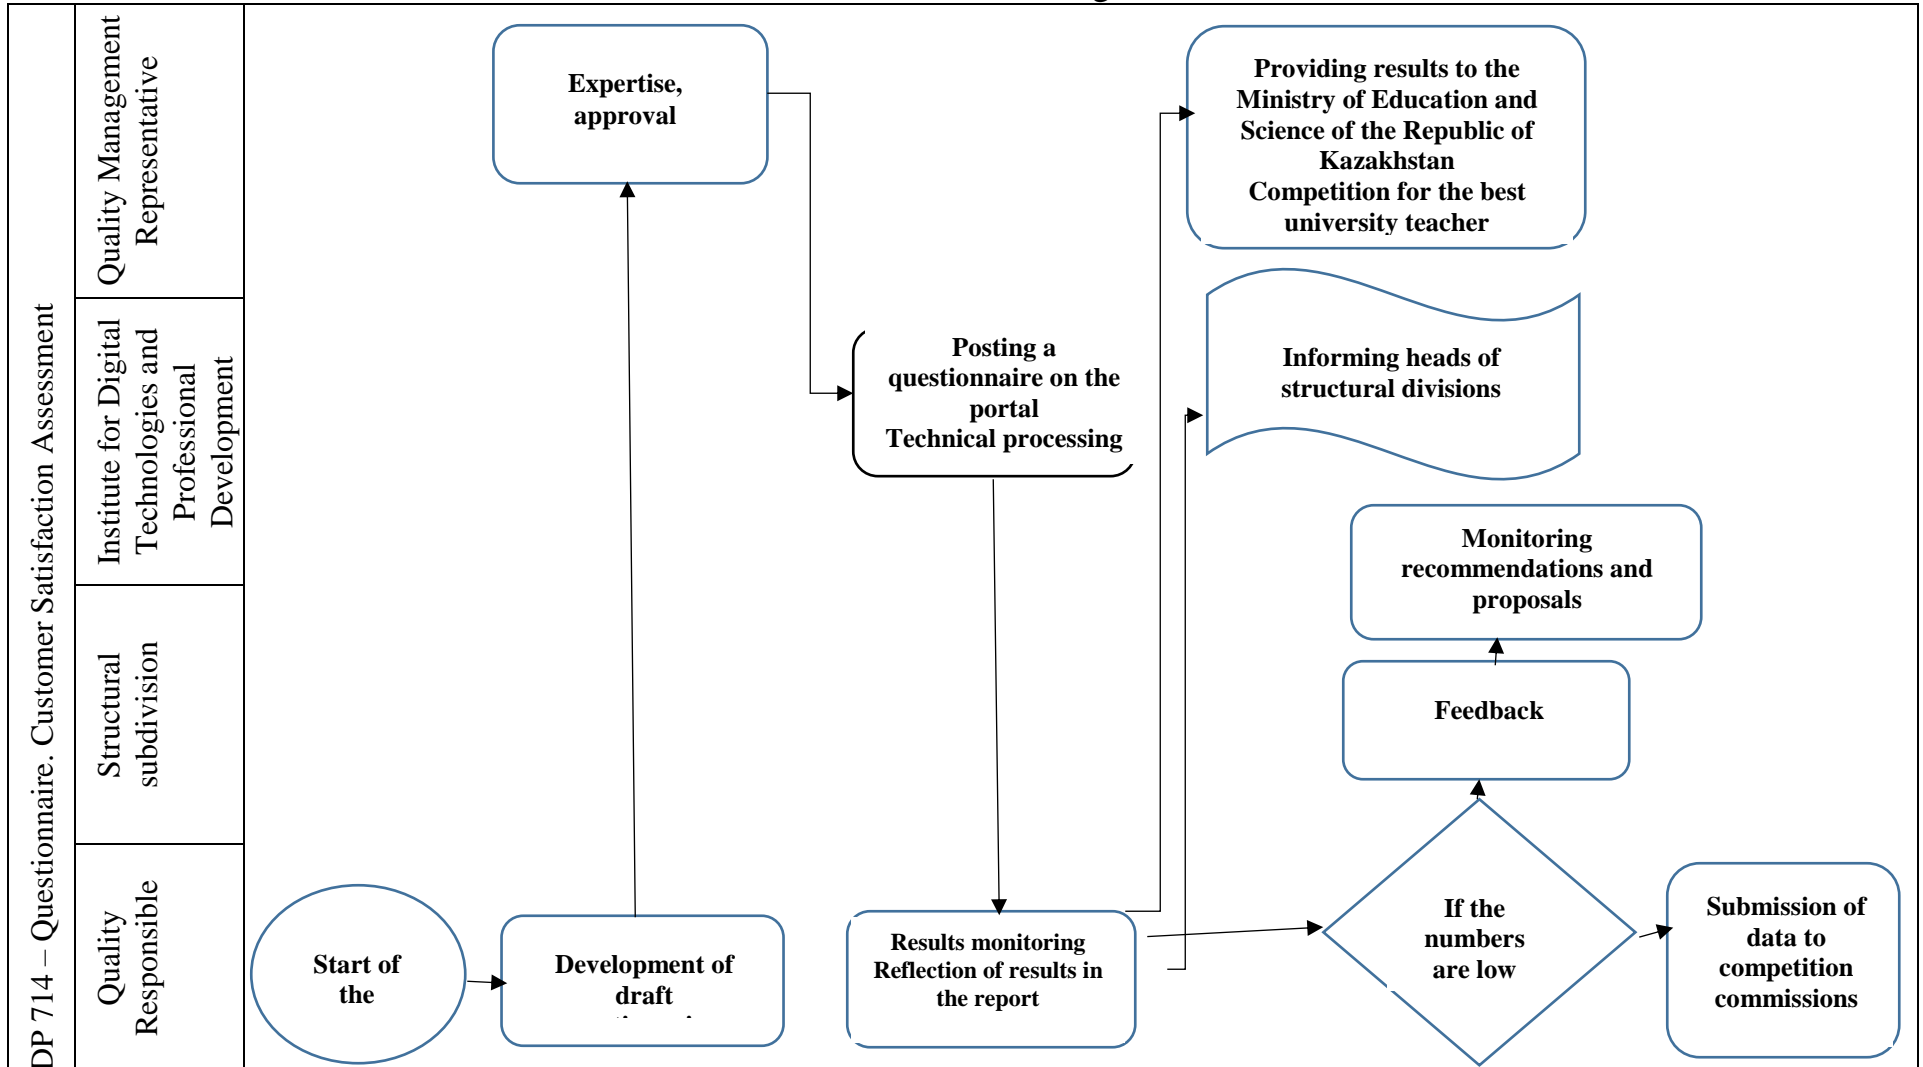 DP 714 – Questionnaire. Customer Satisfaction Assessment
Quality Management
Representative
Expertise,
approval
Providing results to the
Ministry of Education and
Science of the Republic of
Kazakhstan
Competition for the best
university teacher
Institute for Digital
Technologies and
Professional
Development
Posting a
questionnaire on the
portal
Technical processing
Informing heads of
structural divisions
Monitoring
recommendations and
proposals
Structural
subdivision
Feedback
Quality
Responsible
Start of
the
Development of
draft
Results monitoring
Reflection of results in
the report
If the
numbers
are low
Submission of
data to
competition
commissions